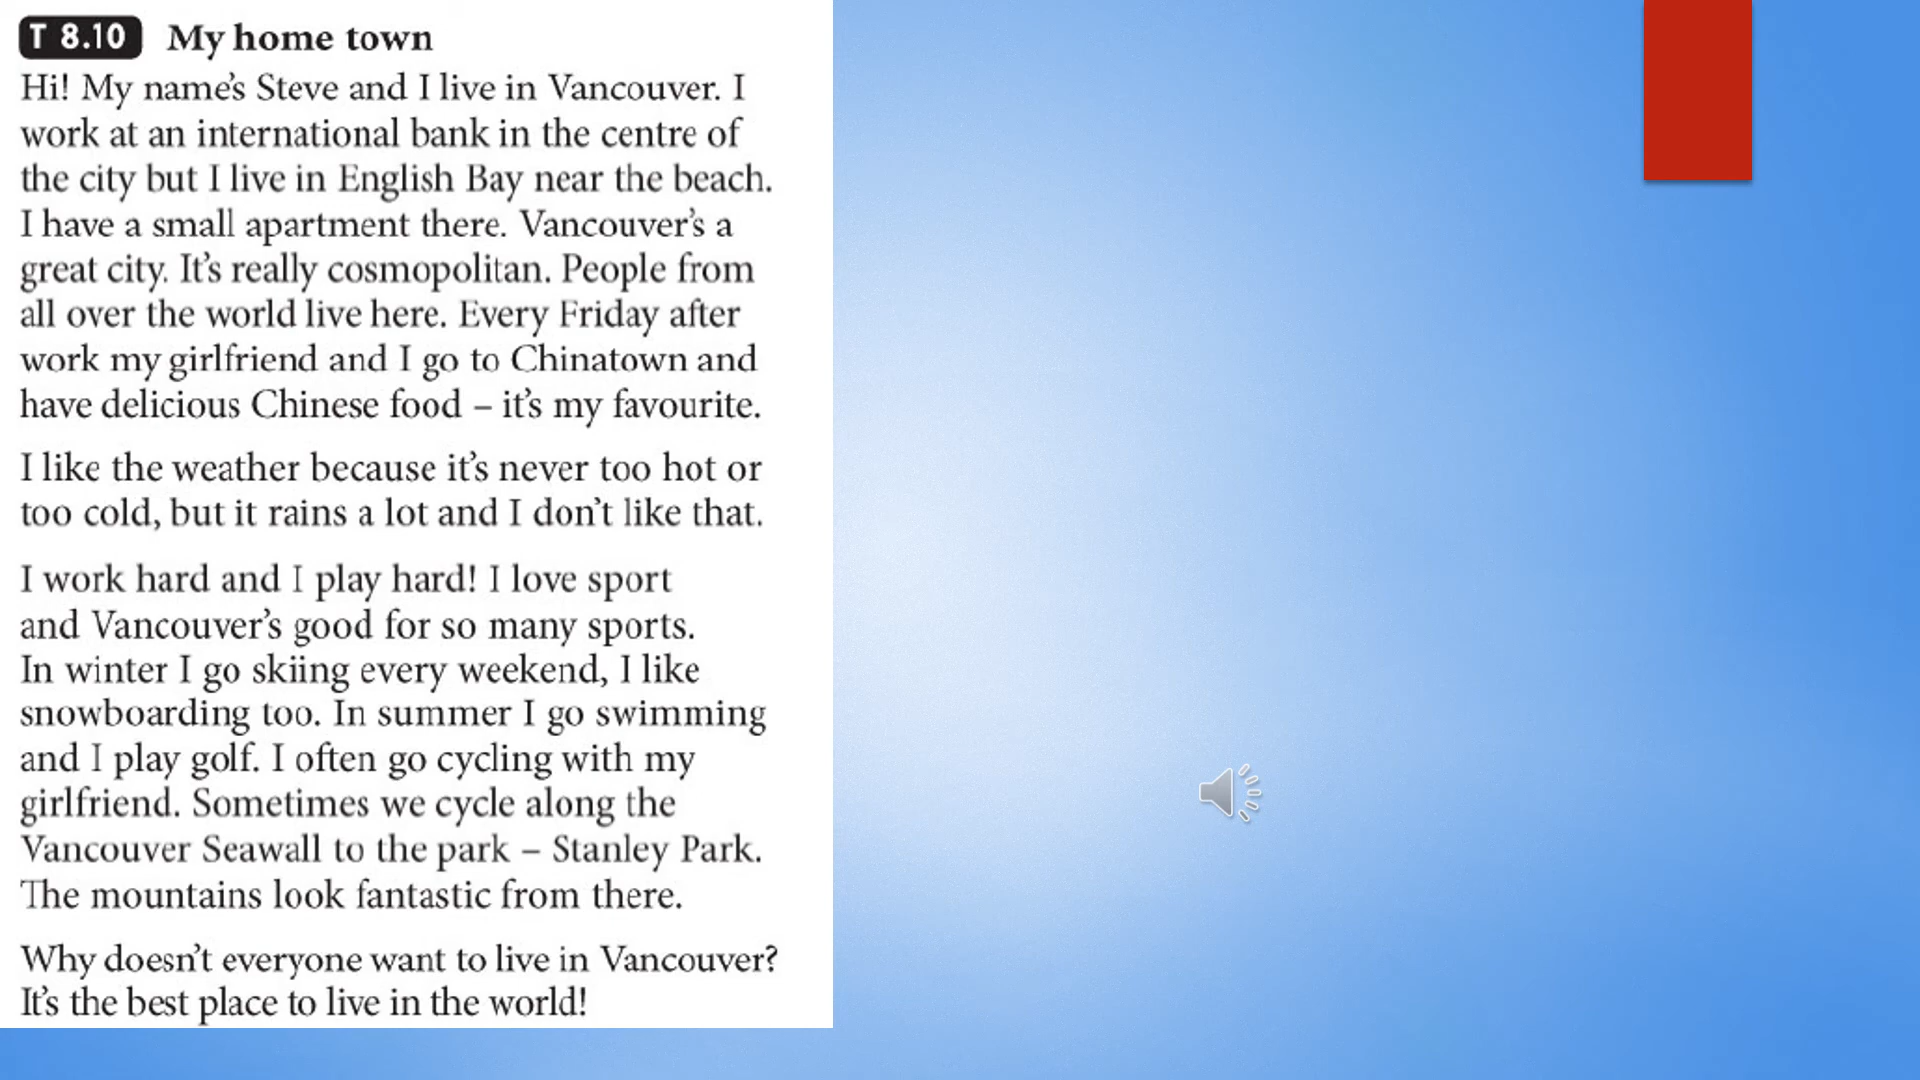 T 8.10 My home town
Hi! My name's Steve and I live in Vancouver. I
work at an international bank in the centre of
the city but I live in English Bay near the beach.
I have a small apartment there. Vancouver's a
great city. It's really cosmopolitan. People from
all over the world live here. Every Friday after
work my girlfriend and I go to Chinatown and
have delicious Chinese food – it's my favourite.
I like the weather because it's never too hot or
too cold, but it rains a lot and I don't like that.
I work hard and I play hard! I love sport
and Vancouver's good for so many sports.
In winter I go skiing every weekend, I like
snowboarding too. In summer I go swimming
and I play golf. I often go cycling with my
girlfriend. Sometimes we cycle along the
Vancouver Seawall to the park – Stanley Park.
The mountains look fantastic from there.
Why doesn't everyone want to live in Vancouver?
It's the best place to live in the world!